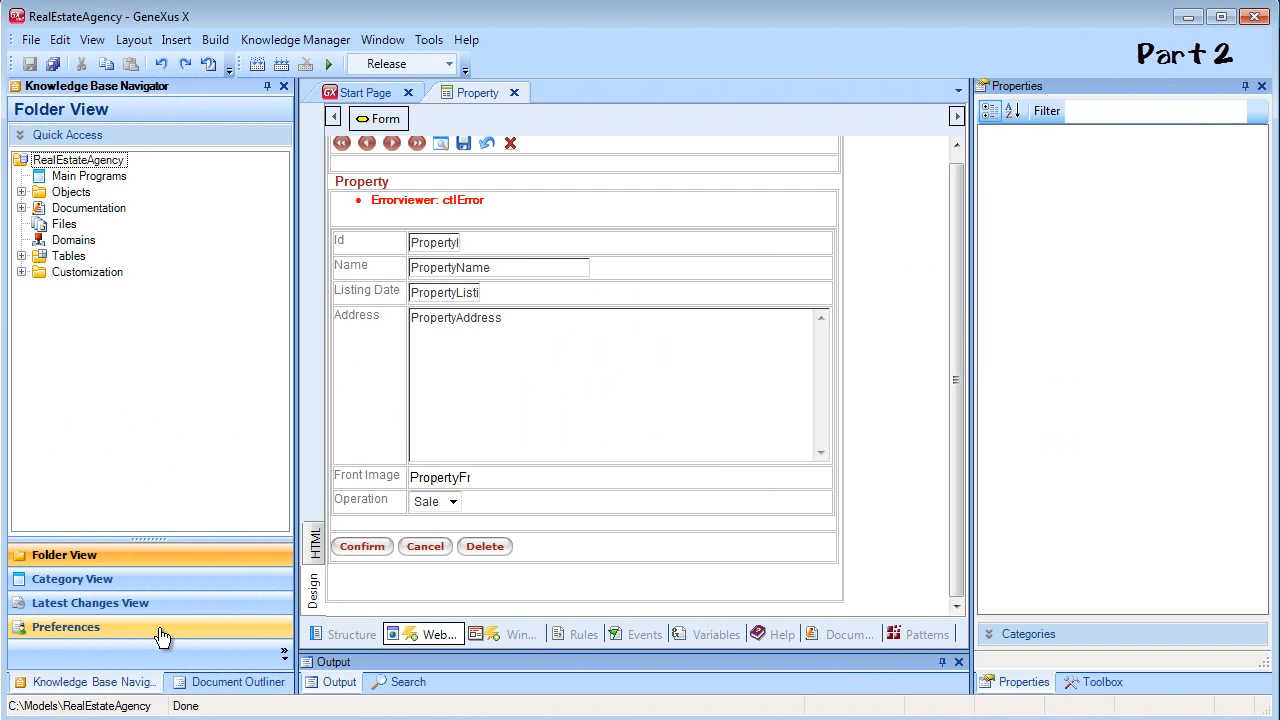 RealEstateAgency - GeneXus X
File Edit View Layout Insert Build Knowledge Manager Window Tools Help
Release
Part 2
Knowledge Base Navigator
Folder View
Quick Access
RealEstateAgency
Main Programs
Objects
Documentation
Files
Domains
Tables
Customization
Folder View
Category View
Latest Changes View
Preferences
Knowledge Base Navig... Document Outliner
Start Page Property
Form
Property
Errorviewer: ctlError
Id PropertyI
Name PropertyName
Listing Date PropertyListi
Address PropertyAddress
Front Image PropertyFr
Operation Sale
Confirm Cancel Delete
HTML
Design
Structure Web... Win... Rules Events Variables Help Docum... Patterns
Output
Output Search
Properties
Filter
Categories
Properties Toolbox
C:\Models\RealEstateAgency Done